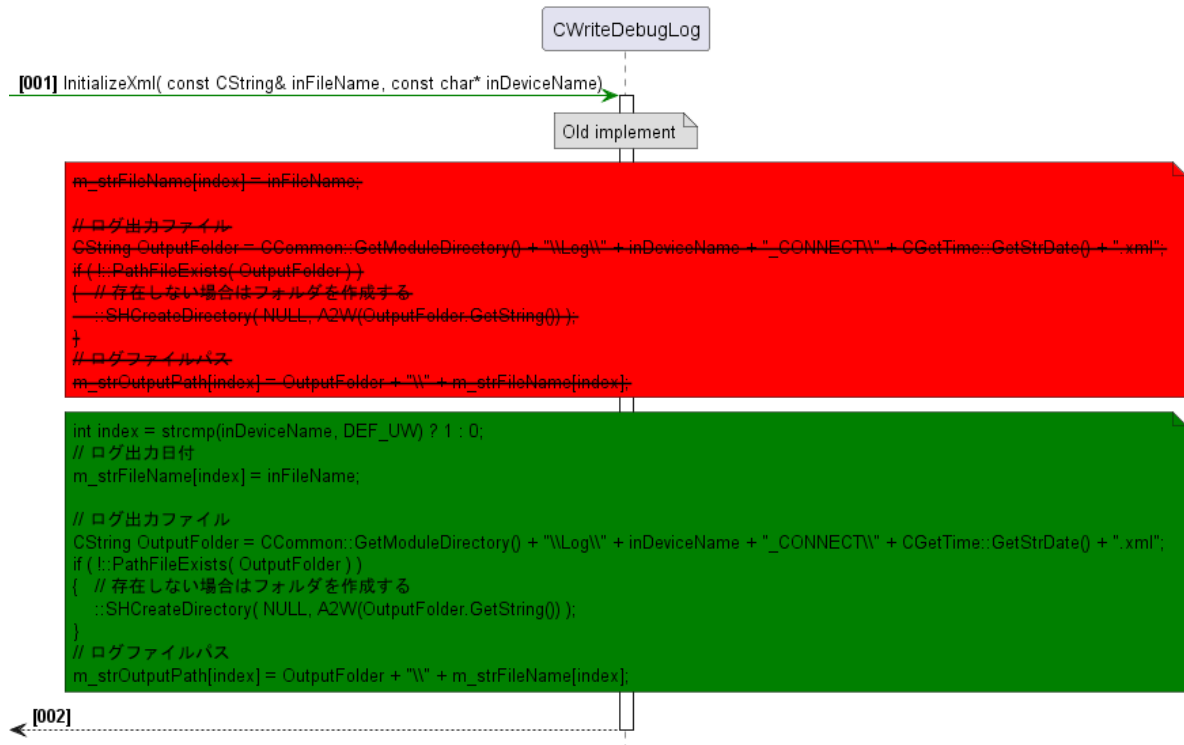 CWriteDebugLog
[001] InitializeXml( const CString& inFileName, const char* inDeviceName)
Old implement
m_strFileName[index] = inFileName;
// ログ出力ファイル
CString OutputFolder = CCommon::GetModuleDirectory() + "\\Log\\" + inDeviceName + "_CONNECT\\" + CGetTime::GetStrDate() + ".xml";
if ( !::PathFileExists( OutputFolder ) )
{   // 存在しない場合はフォルダを作成する
    ::SHCreateDirectory( NULL, A2W(OutputFolder.GetString()) );
}
// ログファイルパス
m_strOutputPath[index] = OutputFolder + "\\" + m_strFileName[index];
int index = strcmp(inDeviceName, DEF_UW) ? 1 : 0;
// ログ出力日付
m_strFileName[index] = inFileName;
// ログ出力ファイル
CString OutputFolder = CCommon::GetModuleDirectory() + "\\Log\\" + inDeviceName + "_CONNECT\\" + CGetTime::GetStrDate() + ".xml";
if ( !::PathFileExists( OutputFolder ) )
{   // 存在しない場合はフォルダを作成する
    ::SHCreateDirectory( NULL, A2W(OutputFolder.GetString()) );
}
// ログファイルパス
m_strOutputPath[index] = OutputFolder + "\\" + m_strFileName[index];
[002]